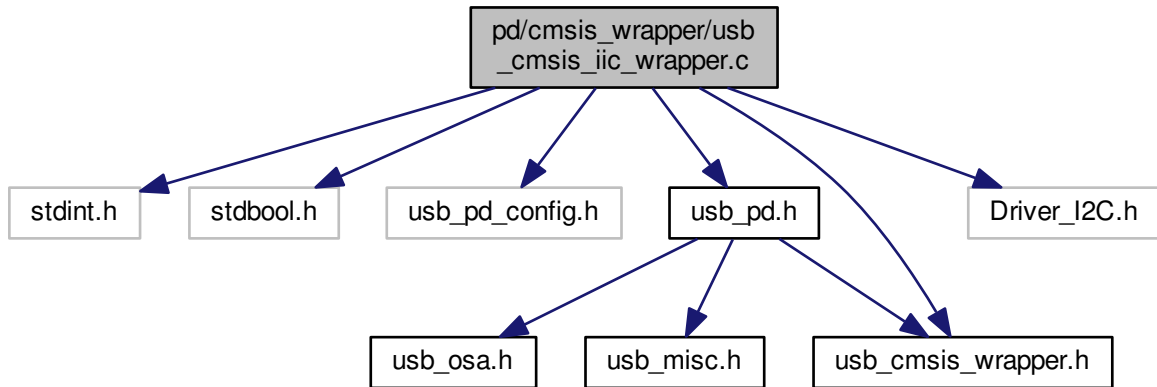 pd/cmsis_wrapper/usb
_cmsis_iic_wrapper.c
stdint.h
stdbool.h
usb_pd_config.h
usb_pd.h
Driver_I2C.h
usb_osa.h
usb_misc.h
usb_cmsis_wrapper.h